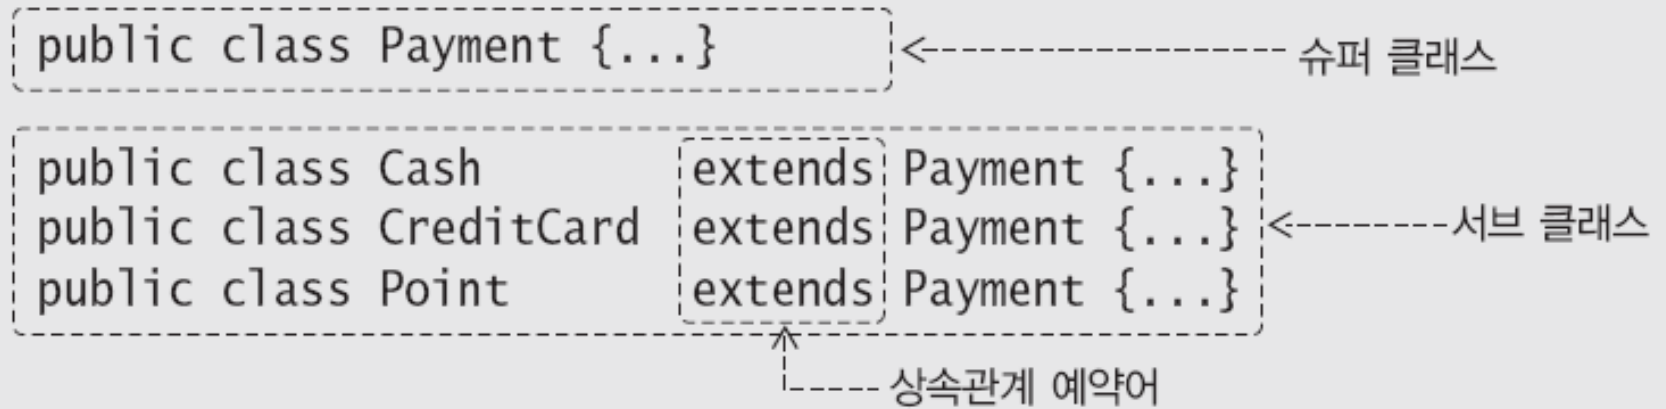 public class Payment {...}
슈퍼 클래스
public class Cash extends Payment {...}
public class CreditCard extends Payment {...}
서브 클래스
public class Point extends Payment {...}
상속관계 예약어